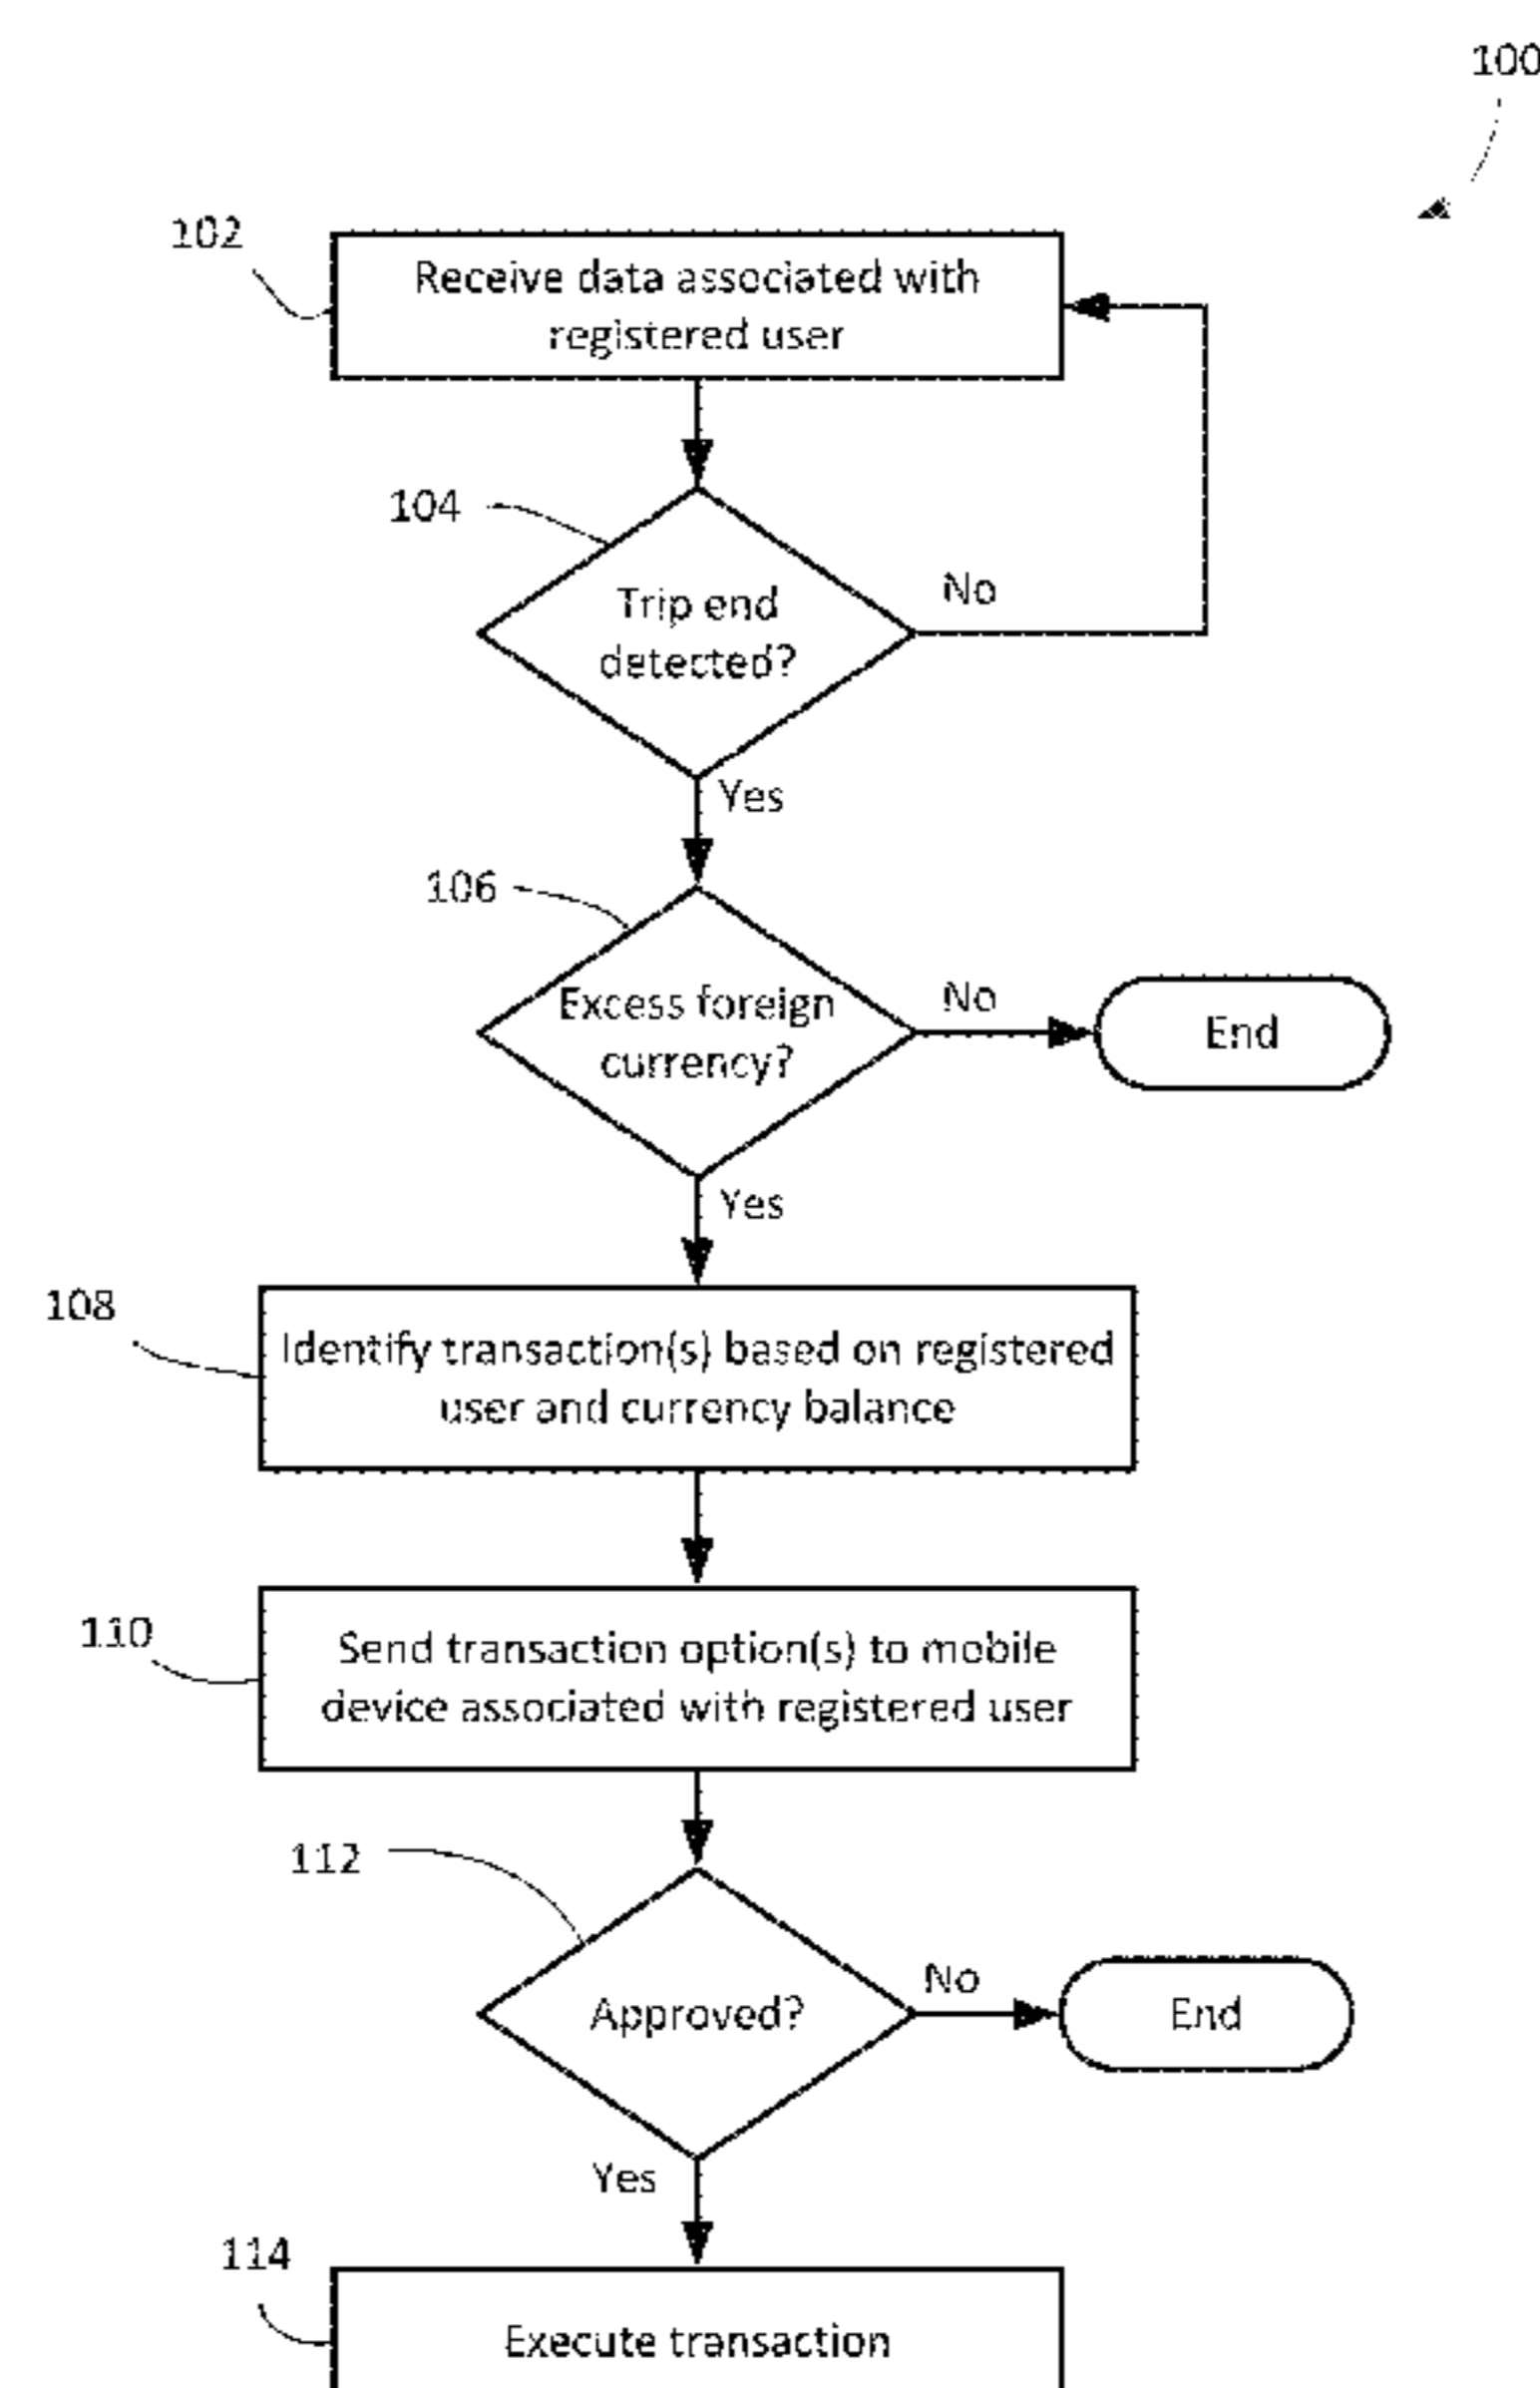 100
102
Receive data associated with
registered user
104
Trip end
detected?
No
Yes
106
Excess foreign
currency?
No
End
Yes
108
Identify transaction(s) based on registered
user and currency balance
110
Send transaction option(s) to mobile
device associated with registered user
112
Approved?
No
End
Yes
114
Execute transaction